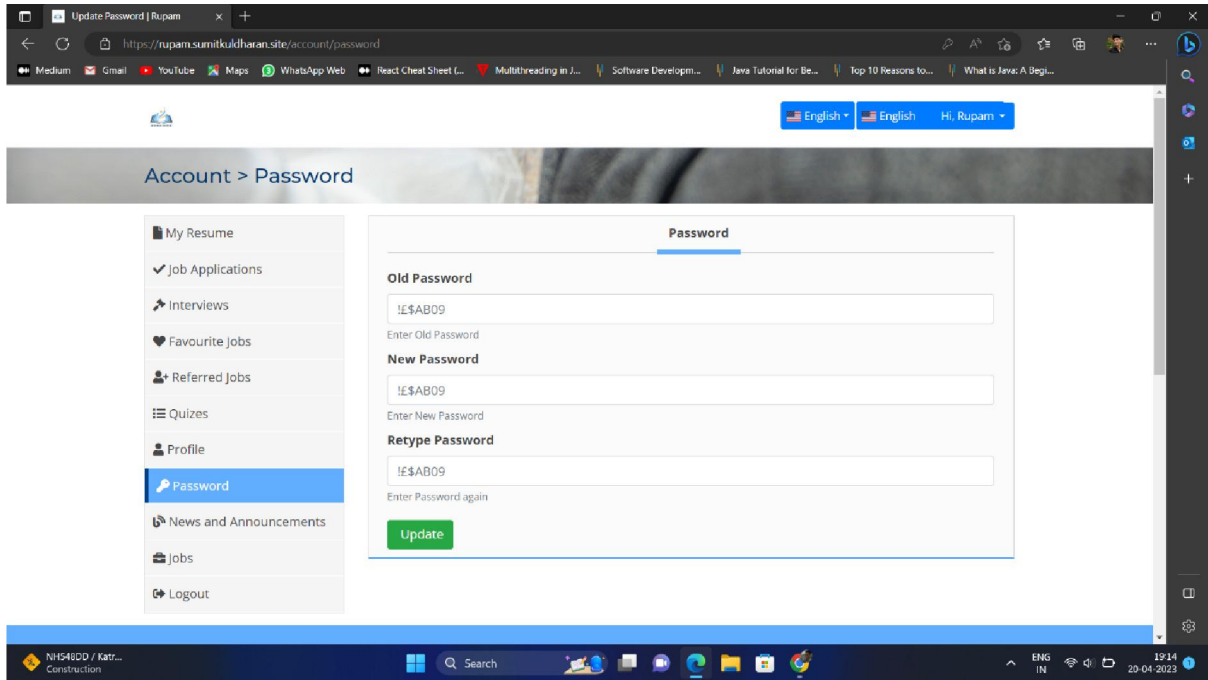 Update Password | Rupam
https://rupam.sumitkuldharan.site/account/password
Medium Gmail YouTube Maps WhatsApp Web React Cheat Sheet (... Multithreading in J... Software Developm... Java Tutorial for Be... Top 10 Reasons to... What is Java: A Begi...
English English Hi, Rupam
Account > Password
My Resume
Job Applications
Interviews
Favourite Jobs
Referred Jobs
Quizes
Profile
Password
News and Announcements
Jobs
Logout
Password
Old Password
!£$AB09
Enter Old Password
New Password
!£$AB09
Enter New Password
Retype Password
!£$AB09
Enter Password again
Update
NH548DD / Katr...
Construction
Search
ENG
IN
19:14
20-04-2023
1